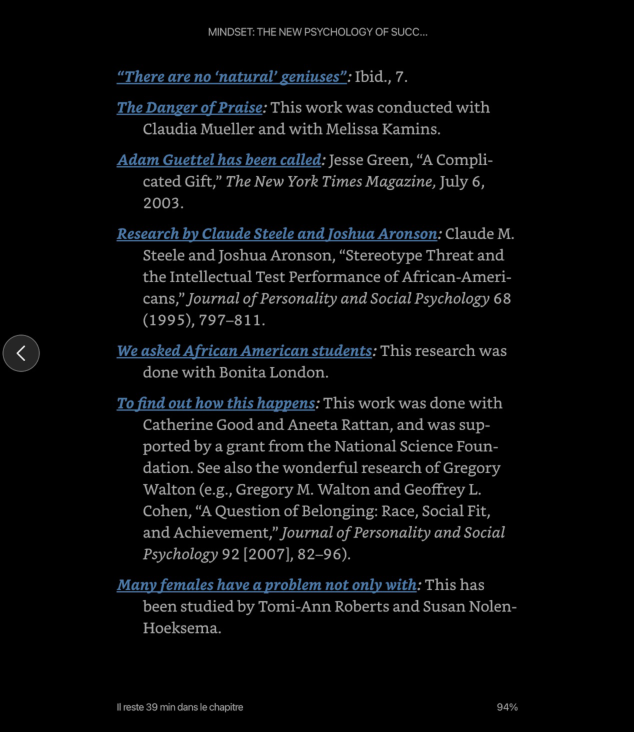 MINDSET: THE NEW PSYCHOLOGY OF SUCC...
“There are no ‘natural’ geniuses”: Ibid., 7.
The Danger of Praise: This work was conducted with
Claudia Mueller and with Melissa Kamins.
Adam Guettel has been called: Jesse Green, “A Compli-
cated Gift,” The New York Times Magazine, July 6,
2003.
Research by Claude Steele and Joshua Aronson: Claude M.
Steele and Joshua Aronson, “Stereotype Threat and
the Intellectual Test Performance of African-Ameri-
cans,” Journal of Personality and Social Psychology 68
(1995), 797–811.
We asked African American students: This research was
done with Bonita London.
To find out how this happens: This work was done with
Catherine Good and Aneeta Rattan, and was sup-
ported by a grant from the National Science Foun-
dation. See also the wonderful research of Gregory
Walton (e.g., Gregory M. Walton and Geoffrey L.
Cohen, “A Question of Belonging: Race, Social Fit,
and Achievement,” Journal of Personality and Social
Psychology 92 [2007], 82–96).
Many females have a problem not only with: This has
been studied by Tomi-Ann Roberts and Susan Nolen-
Hoeksema.
Il reste 39 min dans le chapitre
94%